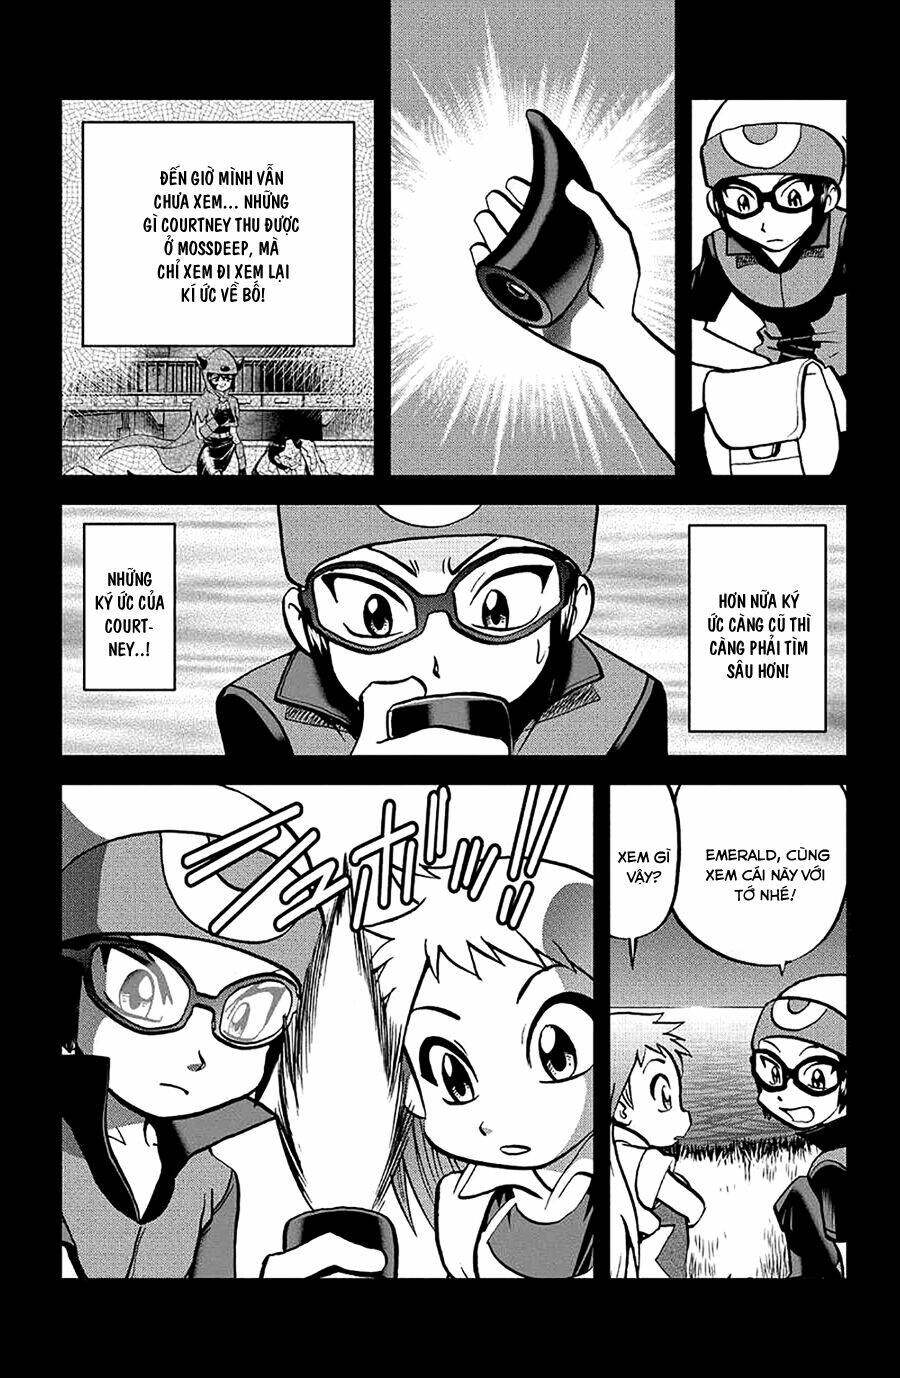 ĐẾN GIỜ MÌNH VẪN
CHƯA XEM... NHỮNG
GÌ COURTNEY THU ĐƯỢC
Ở MOSSDEEP, MÀ
CHỈ XEM ĐI XEM LẠI
KÍ ỨC VỀ BỐ!
NHỮNG
KÝ ỨC CỦA
COURT-
NEY..!
HƠN NỮA KÝ
ỨC CÀNG CŨ THÌ
CÀNG PHẢI TÌM
SÂU HƠN!
XEM GÌ
VẬY?
EMERALD, CÙNG
XEM CÁI NÀY VỚI
TỚ NHÉ!